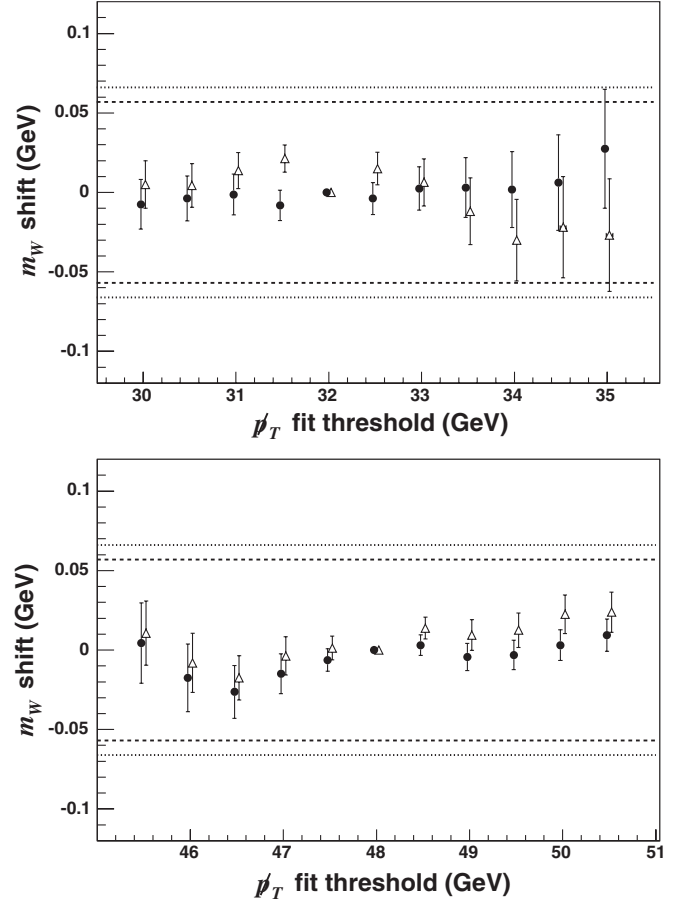 0.1
0.05
0
-0.05
-0.1
m_W shift (GeV)
30 31 32 33 34 35
p̸_T fit threshold (GeV)
0.1
0.05
0
-0.05
-0.1
m_W shift (GeV)
46 47 48 49 50 51
p̸_T fit threshold (GeV)